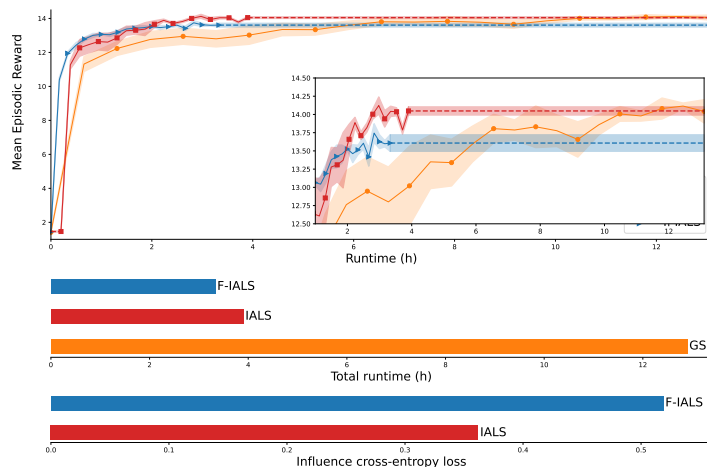 14
12
10
8
6
4
2
Mean Episodic Reward
14.50
14.25
14.00
13.75
13.50
13.25
13.00
12.75
12.50
2 4 6 8 10 12
0 2 4 6 8 10 12
Runtime (h)
F-IALS
IALS
GS
0 2 4 6 8 10 12
Total runtime (h)
F-IALS
IALS
0.0 0.1 0.2 0.3 0.4 0.5
Influence cross-entropy loss